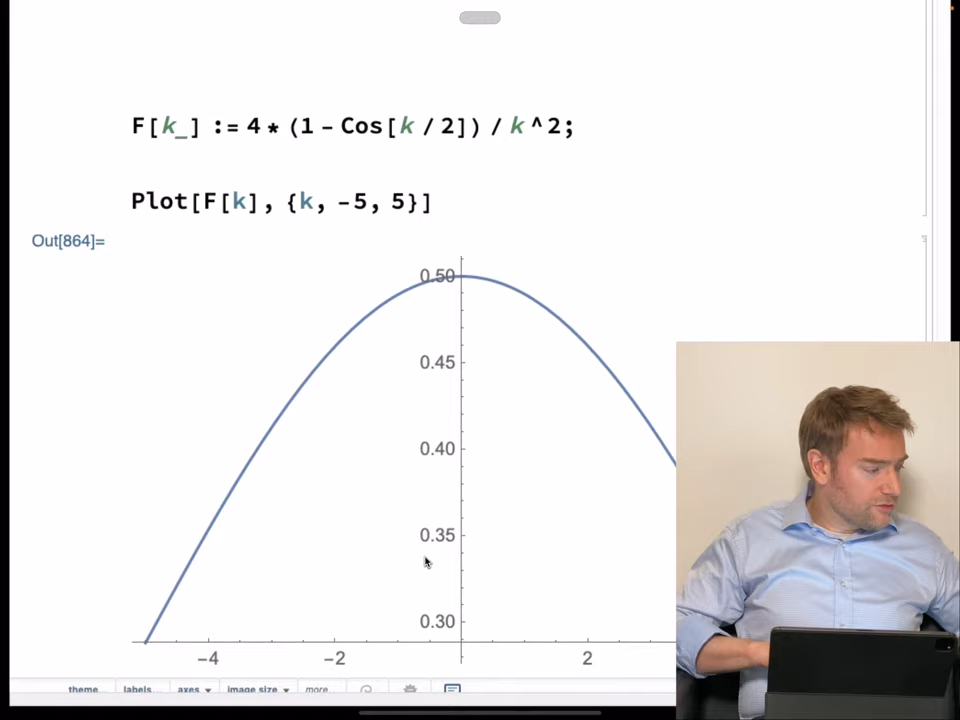 F[k_] := 4 * (1 - Cos[k / 2]) / k ^ 2;
Plot[F[k], {k, -5, 5}]
Out[864]=
0.50
0.45
0.40
0.35
0.30
-4 -2 2
theme... labels... axes image size more...